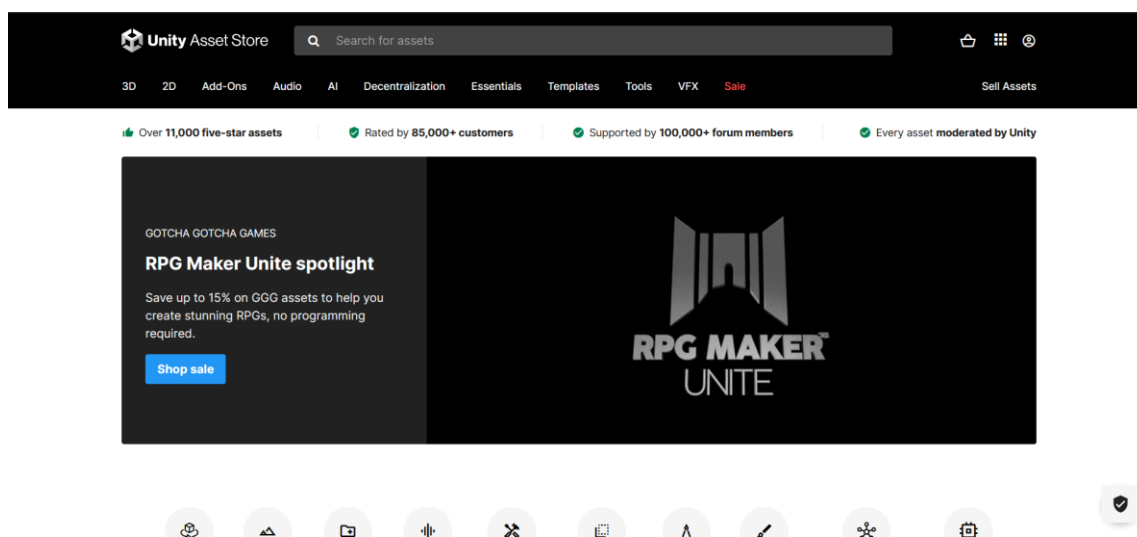 Unity Asset Store
Search for assets
3D 2D Add-Ons Audio AI Decentralization Essentials Templates Tools VFX Sale Sell Assets
Over 11,000 five-star assets Rated by 85,000+ customers Supported by 100,000+ forum members Every asset moderated by Unity
GOTCHA GOTCHA GAMES
RPG Maker Unite spotlight
Save up to 15% on GGG assets to help you
create stunning RPGs, no programming
required.
Shop sale
RPG MAKER™
UNITE